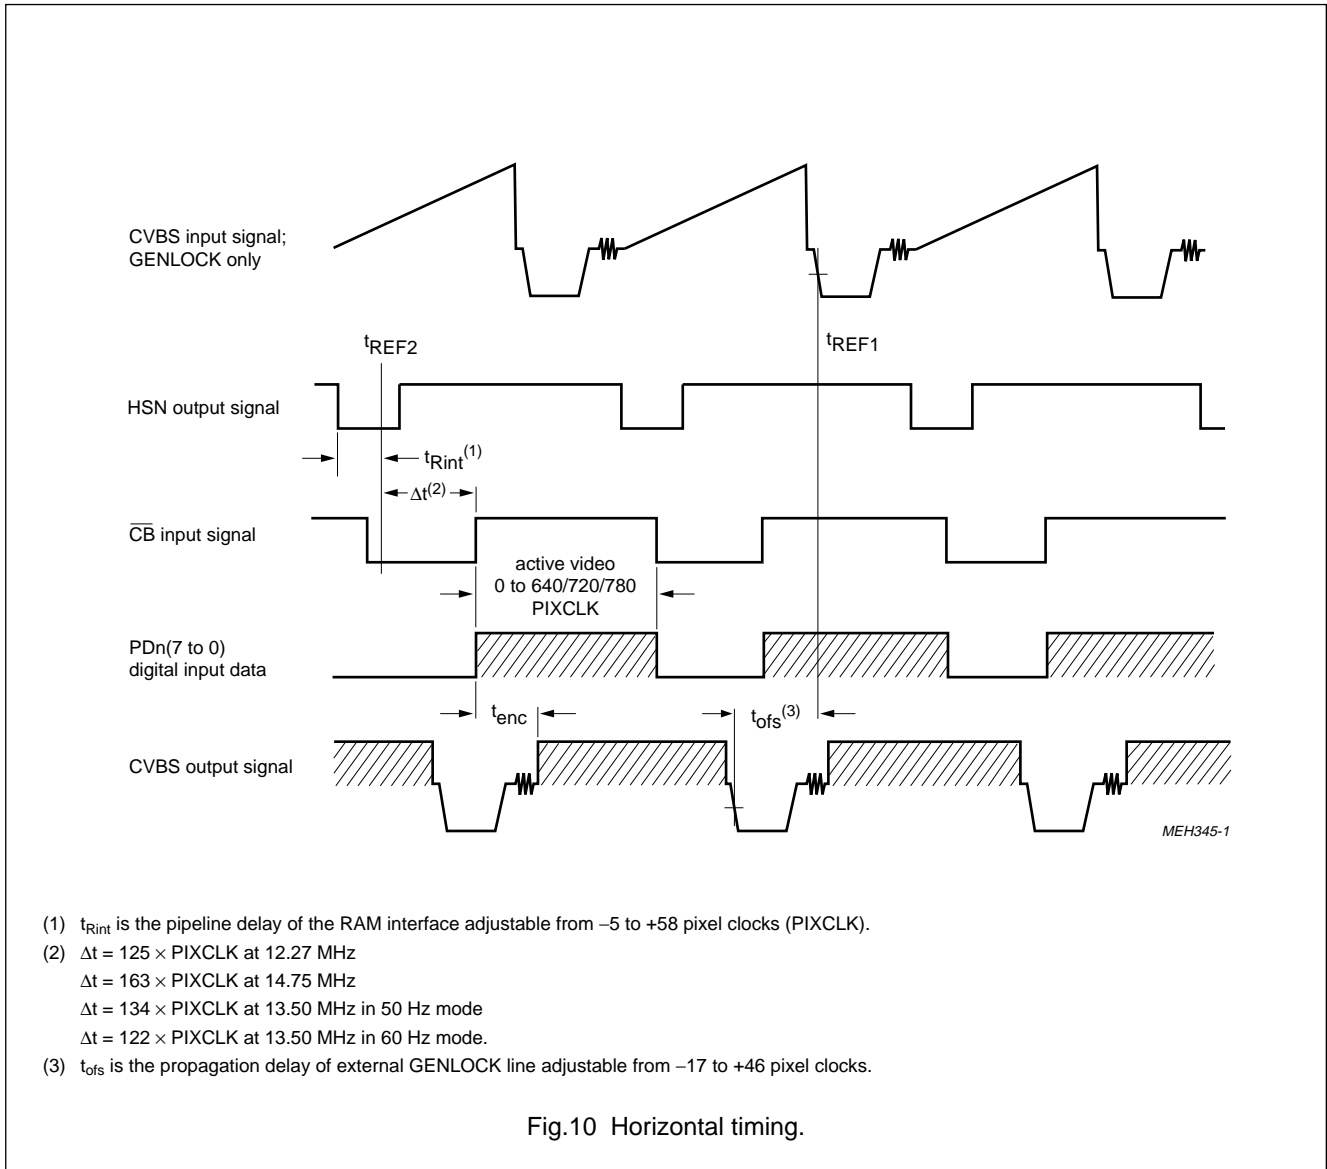 CVBS input signal;
GENLOCK only
tREF2
tREF1
HSN output signal
tRint(1)
Δt(2)
C̅B̅ input signal
active video
0 to 640/720/780
PIXCLK
PDn(7 to 0)
digital input data
tenc
tofs(3)
CVBS output signal
MEH345-1
(1) tRint is the pipeline delay of the RAM interface adjustable from −5 to +58 pixel clocks (PIXCLK).
(2) Δt = 125 × PIXCLK at 12.27 MHz
Δt = 163 × PIXCLK at 14.75 MHz
Δt = 134 × PIXCLK at 13.50 MHz in 50 Hz mode
Δt = 122 × PIXCLK at 13.50 MHz in 60 Hz mode.
(3) tofs is the propagation delay of external GENLOCK line adjustable from −17 to +46 pixel clocks.
Fig.10 Horizontal timing.